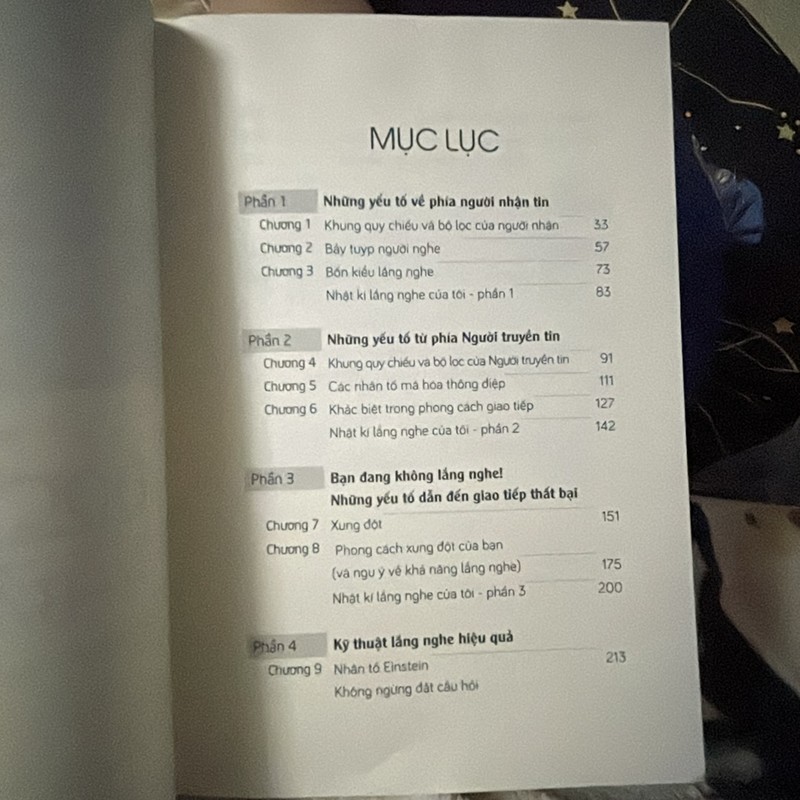 MỤC LỤC
Phần 1 Những yếu tố về phía người nhận tin
Chương 1 Khung quy chiếu và bộ lọc của người nhận 33
Chương 2 Bảy tuýp người nghe 57
Chương 3 Bốn kiểu lắng nghe 73
Nhật kí lắng nghe của tôi - phần 1 83
Phần 2 Những yếu tố từ phía Người truyền tin
Chương 4 Khung quy chiếu và bộ lọc của Người truyền tin 91
Chương 5 Các nhân tố mã hóa thông điệp 111
Chương 6 Khác biệt trong phong cách giao tiếp 127
Nhật kí lắng nghe của tôi - phần 2 142
Phần 3 Bạn đang không lắng nghe!
Những yếu tố dẫn đến giao tiếp thất bại
Chương 7 Xung đột 151
Chương 8 Phong cách xung đột của bạn
(và ngụ ý về khả năng lắng nghe) 175
Nhật kí lắng nghe của tôi - phần 3 200
Phần 4 Kỹ thuật lắng nghe hiệu quả
Chương 9 Nhân tố Einstein 213
Không ngừng đặt câu hỏi